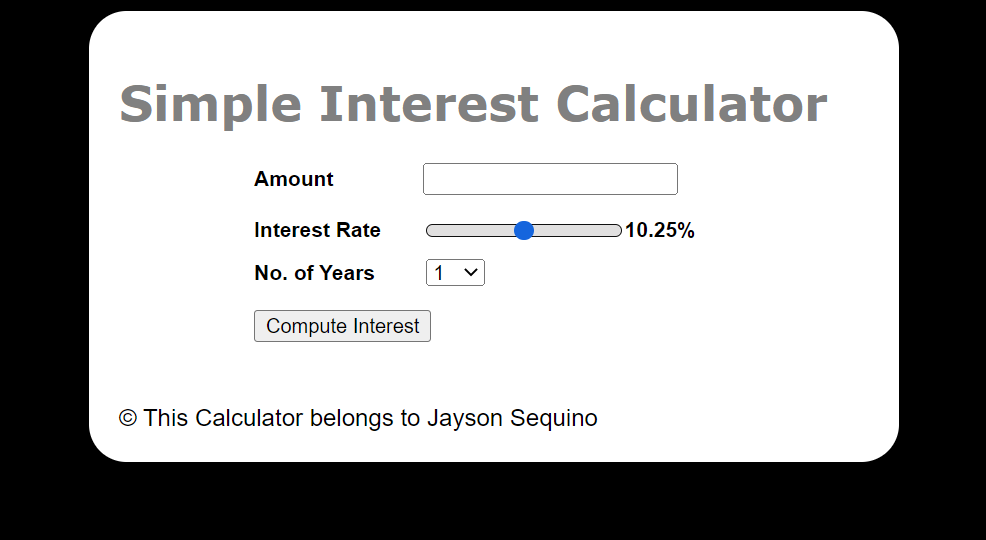 Simple Interest Calculator
Amount
Interest Rate 10.25%
No. of Years 1
Compute Interest
© This Calculator belongs to Jayson Sequino